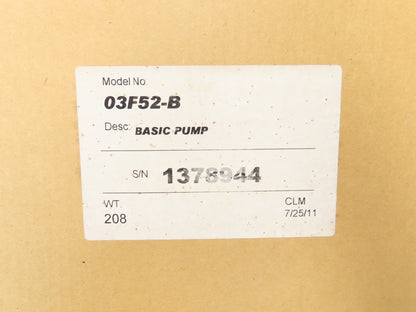 Model No.
03F52-B
Desc: BASIC PUMP
S/N 1378944
WT. CLM
208 7/25/11